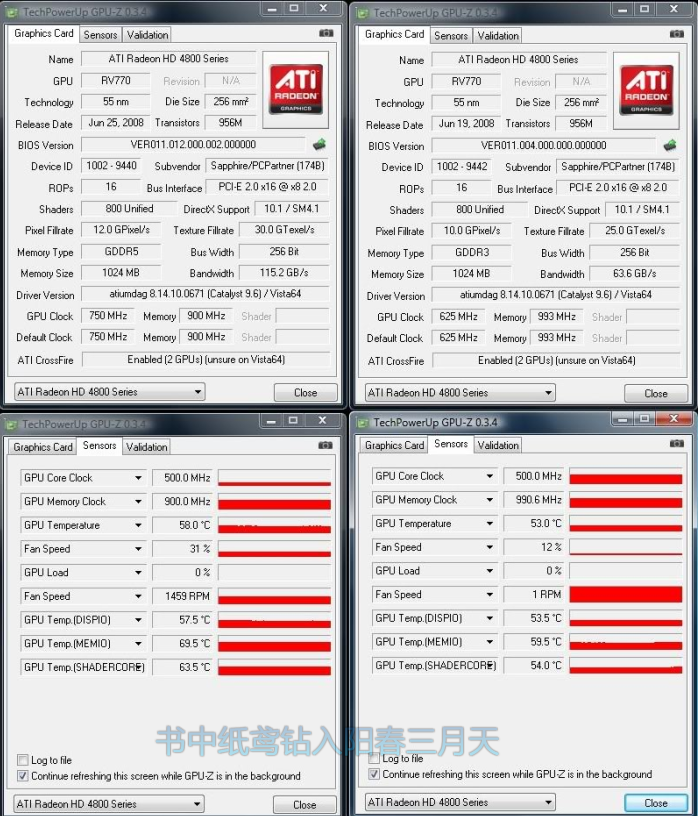 TechPowerUp GPU-Z 0.3.4
Graphics Card Sensors Validation
Name ATI Radeon HD 4800 Series
GPU RV770 Revision N/A
Technology 55 nm Die Size 256 mm²
Release Date Jun 25, 2008 Transistors 956M
BIOS Version VER011.012.000.002.000000
Device ID 1002 - 9440 Subvendor Sapphire/PCPartner (174B)
ROPs 16 Bus Interface PCI-E 2.0 x16 @ x8 2.0
Shaders 800 Unified DirectX Support 10.1 / SM4.1
Pixel Fillrate 12.0 GPixel/s Texture Fillrate 30.0 GTexel/s
Memory Type GDDR5 Bus Width 256 Bit
Memory Size 1024 MB Bandwidth 115.2 GB/s
Driver Version atiumdag 8.14.10.0671 (Catalyst 9.6) / Vista64
GPU Clock 750 MHz Memory 900 MHz Shader
Default Clock 750 MHz Memory 900 MHz Shader
ATI CrossFire Enabled (2 GPUs) (unsure on Vista64)
ATI Radeon HD 4800 Series Close
ATI
RADEON
GRAPHICS
TechPowerUp GPU-Z 0.3.4
Graphics Card Sensors Validation
Name ATI Radeon HD 4800 Series
GPU RV770 Revision N/A
Technology 55 nm Die Size 256 mm²
Release Date Jun 19, 2008 Transistors 956M
BIOS Version VER011.004.000.000.000000
Device ID 1002 - 9442 Subvendor Sapphire/PCPartner (174B)
ROPs 16 Bus Interface PCI-E 2.0 x16 @ x8 2.0
Shaders 800 Unified DirectX Support 10.1 / SM4.1
Pixel Fillrate 10.0 GPixel/s Texture Fillrate 25.0 GTexel/s
Memory Type GDDR3 Bus Width 256 Bit
Memory Size 1024 MB Bandwidth 63.6 GB/s
Driver Version atiumdag 8.14.10.0671 (Catalyst 9.6) / Vista64
GPU Clock 625 MHz Memory 993 MHz Shader
Default Clock 625 MHz Memory 993 MHz Shader
ATI CrossFire Enabled (2 GPUs) (unsure on Vista64)
ATI Radeon HD 4800 Series Close
ATI
RADEON
GRAPHICS
TechPowerUp GPU-Z 0.3.4
Graphics Card Sensors Validation
GPU Core Clock 500.0 MHz
GPU Memory Clock 900.0 MHz
GPU Temperature 58.0 °C
Fan Speed 31 %
GPU Load 0 %
Fan Speed 1459 RPM
GPU Temp.(DISPIO) 57.5 °C
GPU Temp.(MEMIO) 69.5 °C
GPU Temp.(SHADERCORE) 63.5 °C
Log to file
Continue refreshing this screen while GPU-Z is in the background
ATI Radeon HD 4800 Series Close
TechPowerUp GPU-Z 0.3.4
Graphics Card Sensors Validation
GPU Core Clock 500.0 MHz
GPU Memory Clock 990.6 MHz
GPU Temperature 53.0 °C
Fan Speed 12 %
GPU Load 0 %
Fan Speed 1 RPM
GPU Temp.(DISPIO) 53.5 °C
GPU Temp.(MEMIO) 59.5 °C
GPU Temp.(SHADERCORE) 54.0 °C
Log to file
Continue refreshing this screen while GPU-Z is in the background
ATI Radeon HD 4800 Series Close
书中纸鸢钻入阳春三月天